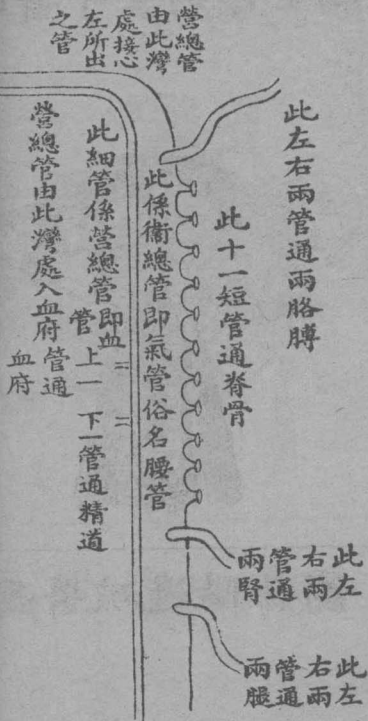 此左右兩管通兩胳膊
此十一短管通脊骨
此左
右兩
管通
兩腎
此左
右兩
管通
兩腿
營總管
由此灣
處接心
左所出
之管
此係衞總管即氣管俗名腰管
此細管係營總管即血
管
上一
管通
血府
下一管通精道
營總管由此灣處入血府